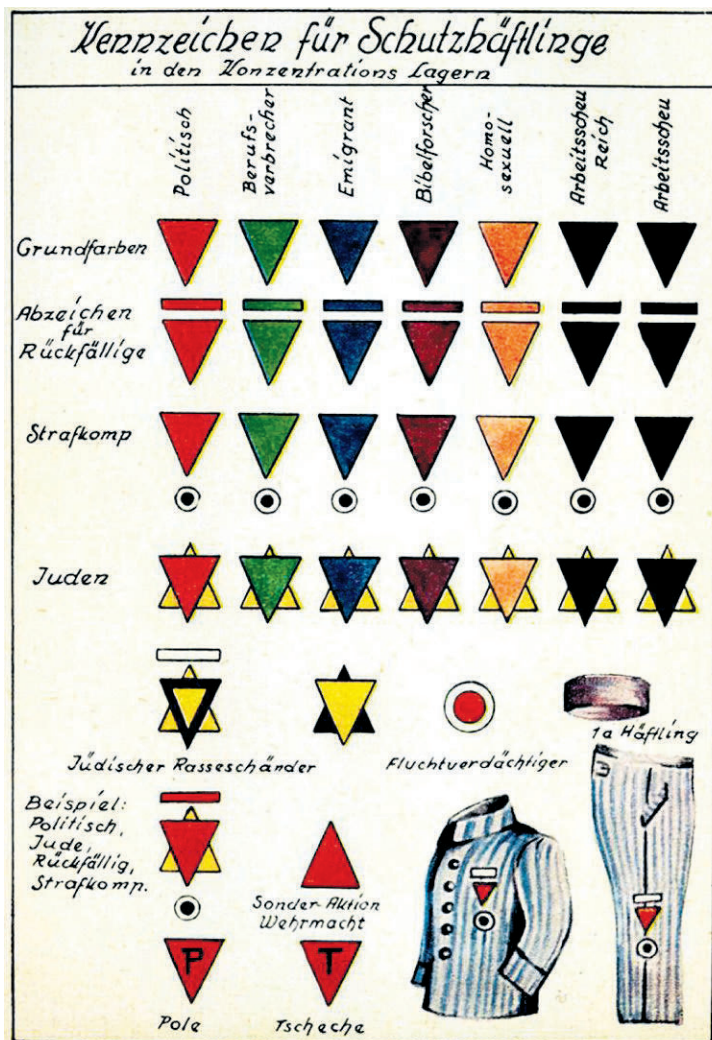 Kennzeichen für Schutzhäftlinge
in den Konzentrations Lagern
Politisch
Berufs-
verbrecher
Emigrant
Bibelforscher
Homo-
sexuell
Arbeitsscheu
Reich
Arbeitsscheu
Grundfarben
Abzeichen
für
Rückfällige
Strafkomp
Juden
Jüdischer Rasseschänder
Fluchtverdächtiger
1a Häftling
Beispiel:
Politisch,
Jude,
Rückfällig,
Strafkomp.
Sonder-Aktion
Wehrmacht
P
T
Pole
Tscheche